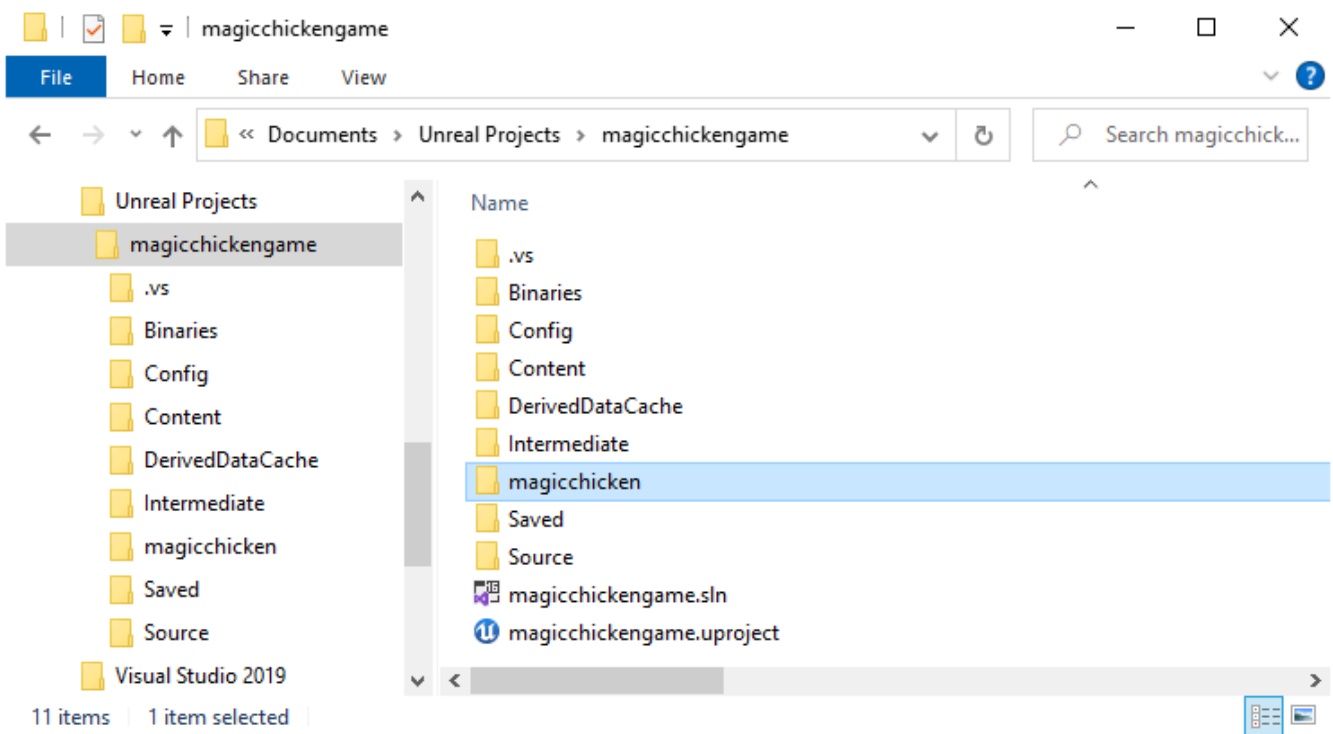 magicchickengame
File Home Share View ?
« Documents > Unreal Projects > magicchickengame Search magicchick...
Unreal Projects
magicchickengame
.vs
Binaries
Config
Content
DerivedDataCache
Intermediate
magicchicken
Saved
Source
Visual Studio 2019
Name
.vs
Binaries
Config
Content
DerivedDataCache
Intermediate
magicchicken
Saved
Source
magicchickengame.sln
magicchickengame.uproject
11 items 1 item selected